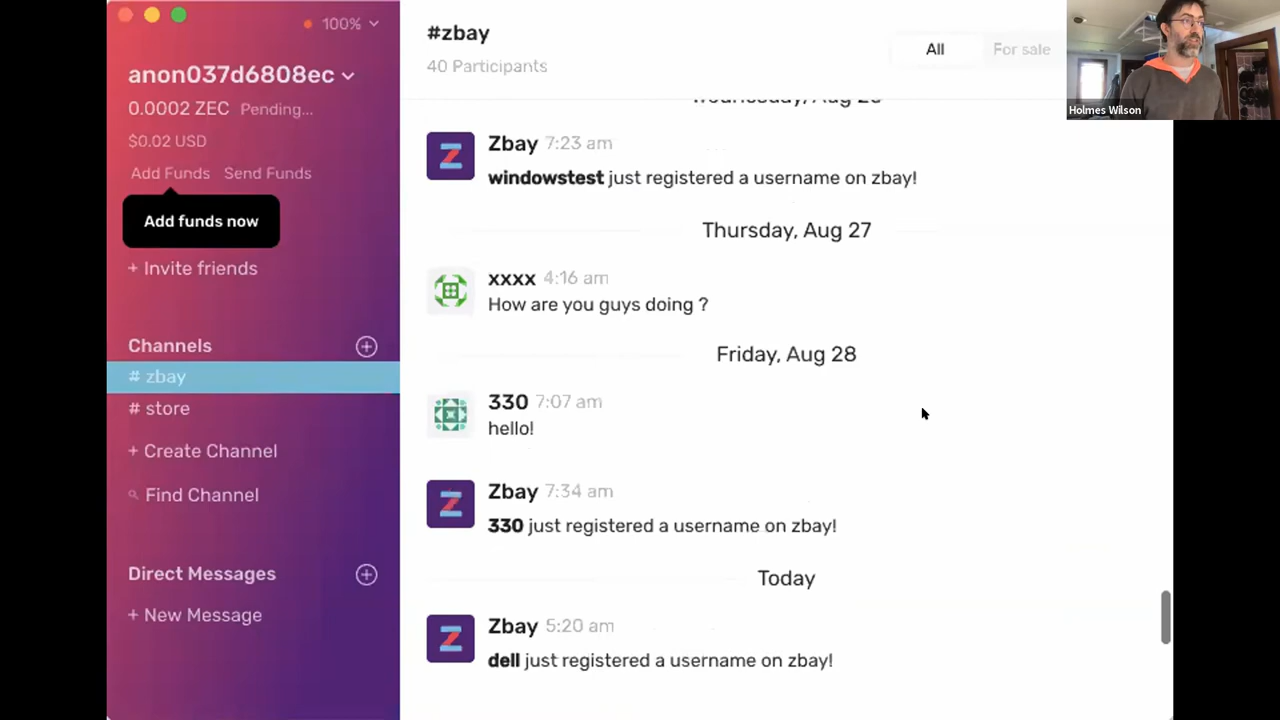 100%
anon037d6808ec
0.0002 ZEC Pending...
$0.02 USD
Add Funds Send Funds
Add funds now
+ Invite friends
Channels
# zbay
# store
+ Create Channel
Find Channel
Direct Messages
+ New Message
#zbay
40 Participants
All For sale
Zbay 7:23 am
windowstest just registered a username on zbay!
Thursday, Aug 27
xxxx 4:16 am
How are you guys doing ?
Friday, Aug 28
330 7:07 am
hello!
Zbay 7:34 am
330 just registered a username on zbay!
Today
Zbay 5:20 am
dell just registered a username on zbay!
Holmes Wilson